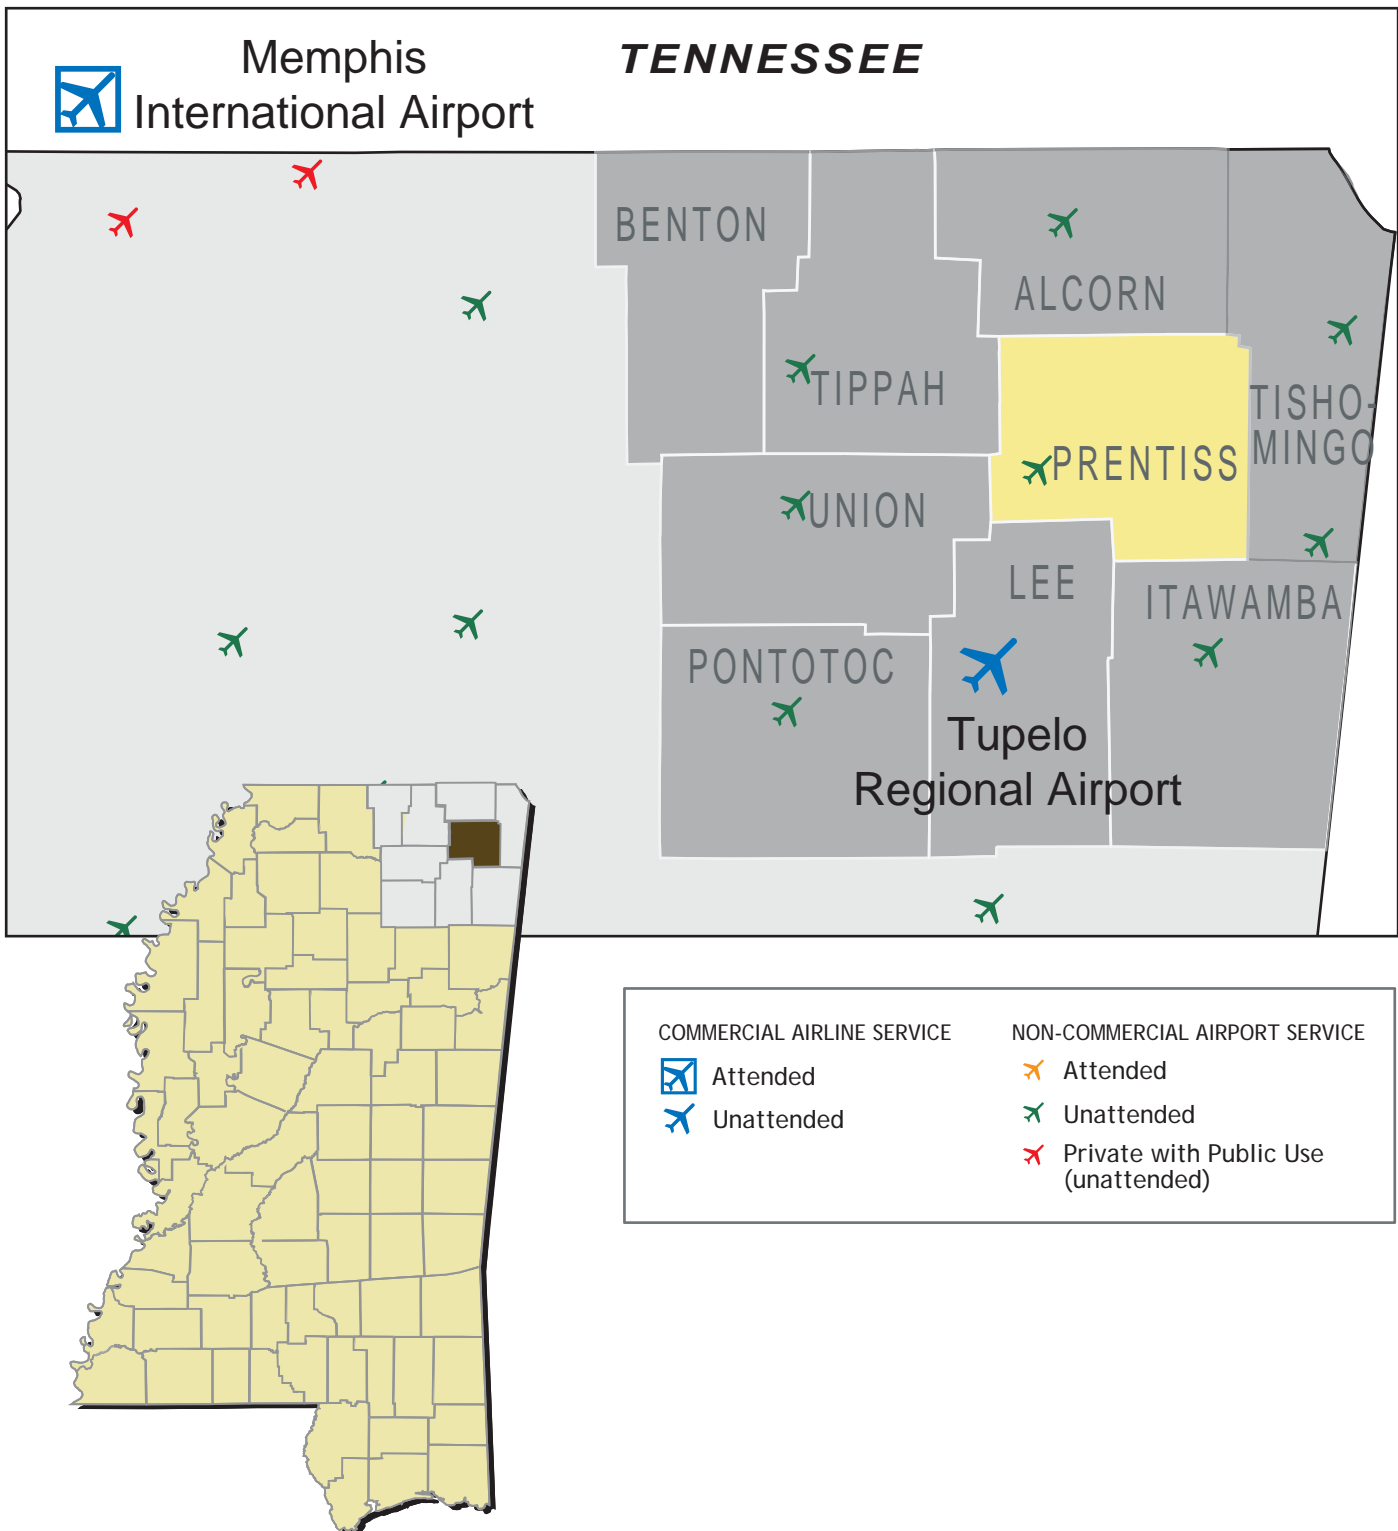 Memphis
International Airport
TENNESSEE
BENTON
ALCORN
TIPPAH
TISHO-
MINGO
PRENTISS
UNION
LEE
ITAWAMBA
PONTOTOC
Tupelo
Regional Airport
COMMERCIAL AIRLINE SERVICE
Attended
Unattended
NON-COMMERCIAL AIRPORT SERVICE
Attended
Unattended
Private with Public Use
(unattended)